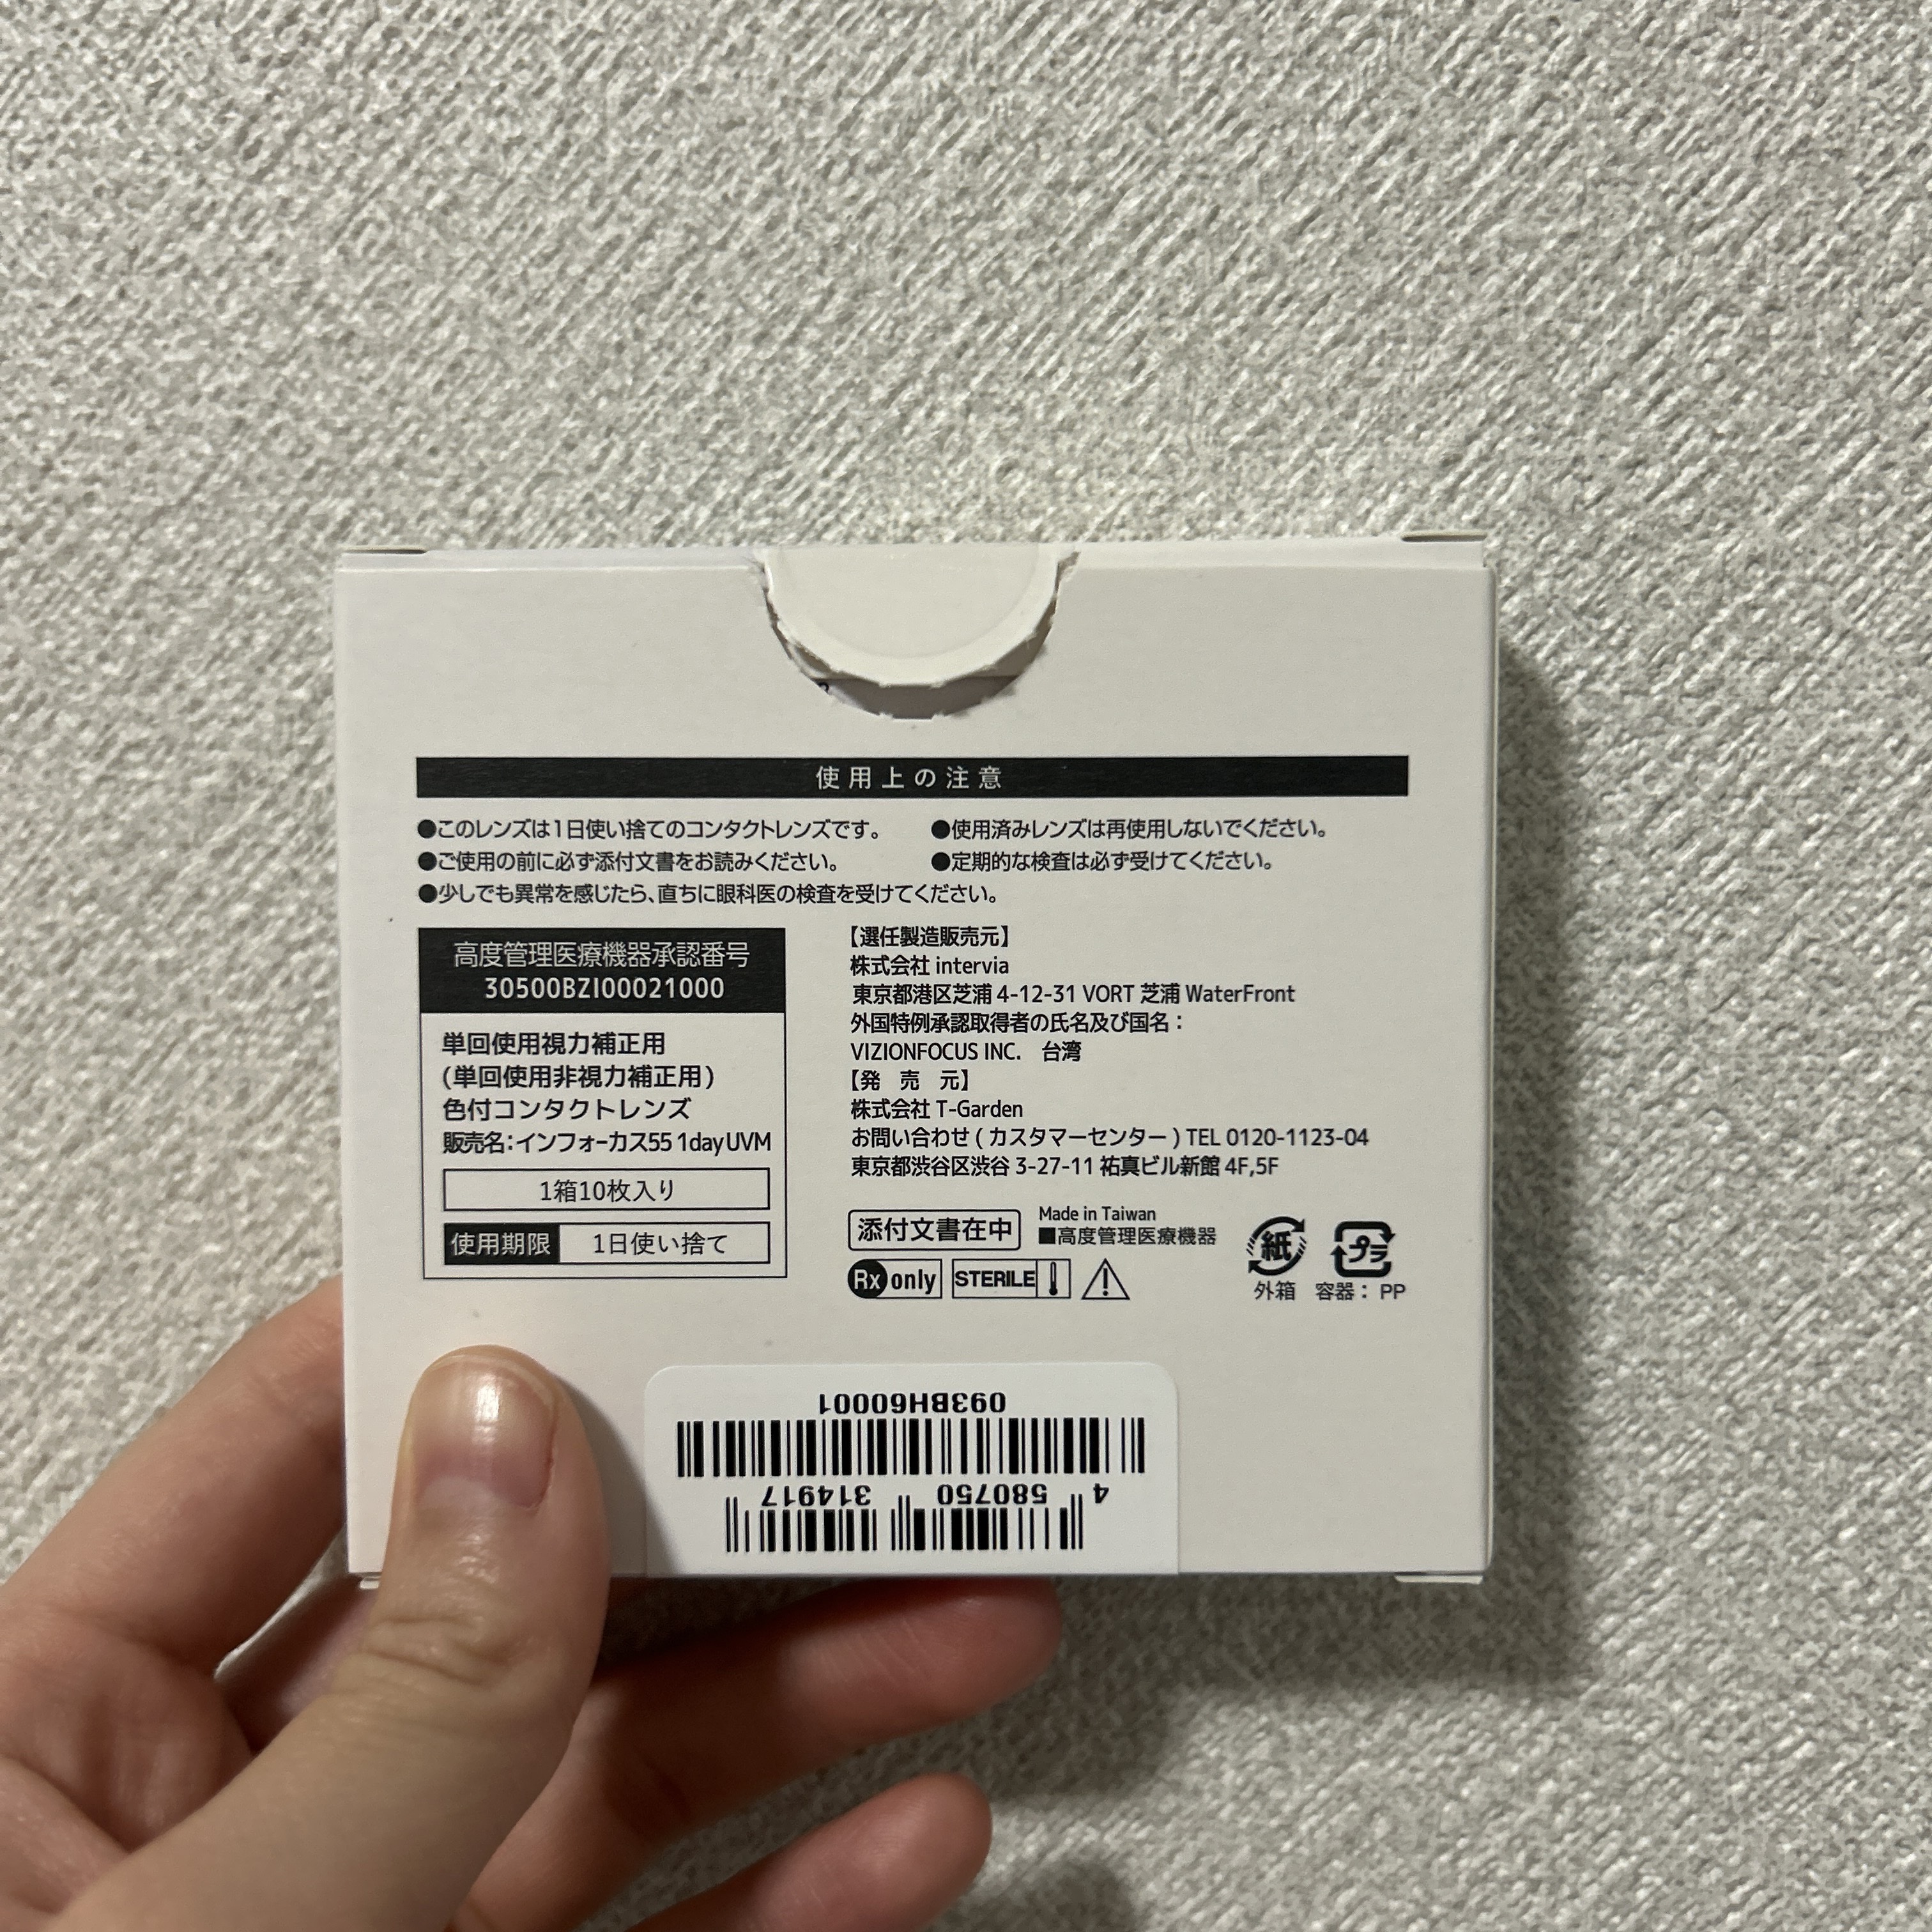 使用上の注意
●このレンズは1日使い捨てのコンタクトレンズです。 ●使用済みレンズは再使用しないでください。
●ご使用の前に必ず添付文書をお読みください。 ●定期的な検査は必ず受けてください。
●少しでも異常を感じたら、直ちに眼科医の検査を受けてください。
高度管理医療機器承認番号
30500BZI00021000
単回使用視力補正用
(単回使用非視力補正用)
色付コンタクトレンズ
販売名:インフォーカス55 1dayUVM
1箱10枚入り
使用期限 1日使い捨て
【選任製造販売元】
株式会社 intervia
東京都港区芝浦 4-12-31 VORT 芝浦 WaterFront
外国特例承認取得者の氏名及び国名：
VIZIONFOCUS INC. 台湾
【発 売 元】
株式会社 T-Garden
お問い合わせ ( カスタマーセンター ) TEL 0120-1123-04
東京都渋谷区渋谷 3-27-11 祐真ビル新館 4F,5F
添付文書在中
Made in Taiwan
■高度管理医療機器
Rx only
STERILE
紙
外箱
プラ
容器： PP
093BH60001
4 580750 314917